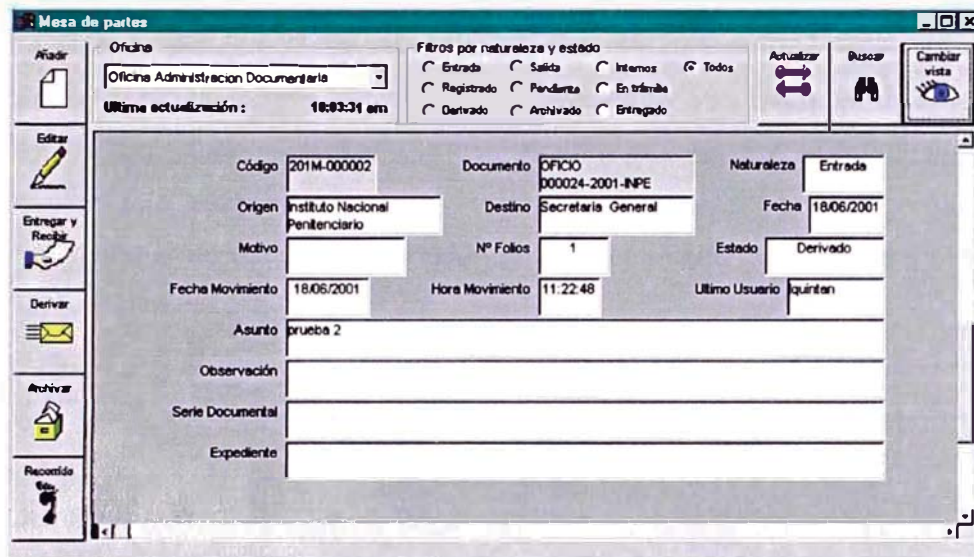 Mesa de partes
Añadir
Oficina
Oficina Administracion Documentaria
Ultima actualización : 10:03:31 am
Filtros por naturaleza y estado
Entrada Salida Internos Todos
Registrado Pendiente En trámite
Derivado Archivado Entregado
Actualizar
Buscar
Cambiar
vista
Editar
Entregar y
Recibir
Derivar
Archivar
Recorrido
Código 201M-000002 Documento OFICIO
000024-2001-INPE
Naturaleza Entrada
Origen Instituto Nacional
Penitenciario
Destino Secretaria General Fecha 18/06/2001
Motivo Nº Folios 1 Estado Derivado
Fecha Movimiento 18/06/2001 Hora Movimiento 11:22:48 Ultimo Usuario lquintan
Asunto prueba 2
Observación
Serie Documental
Expediente